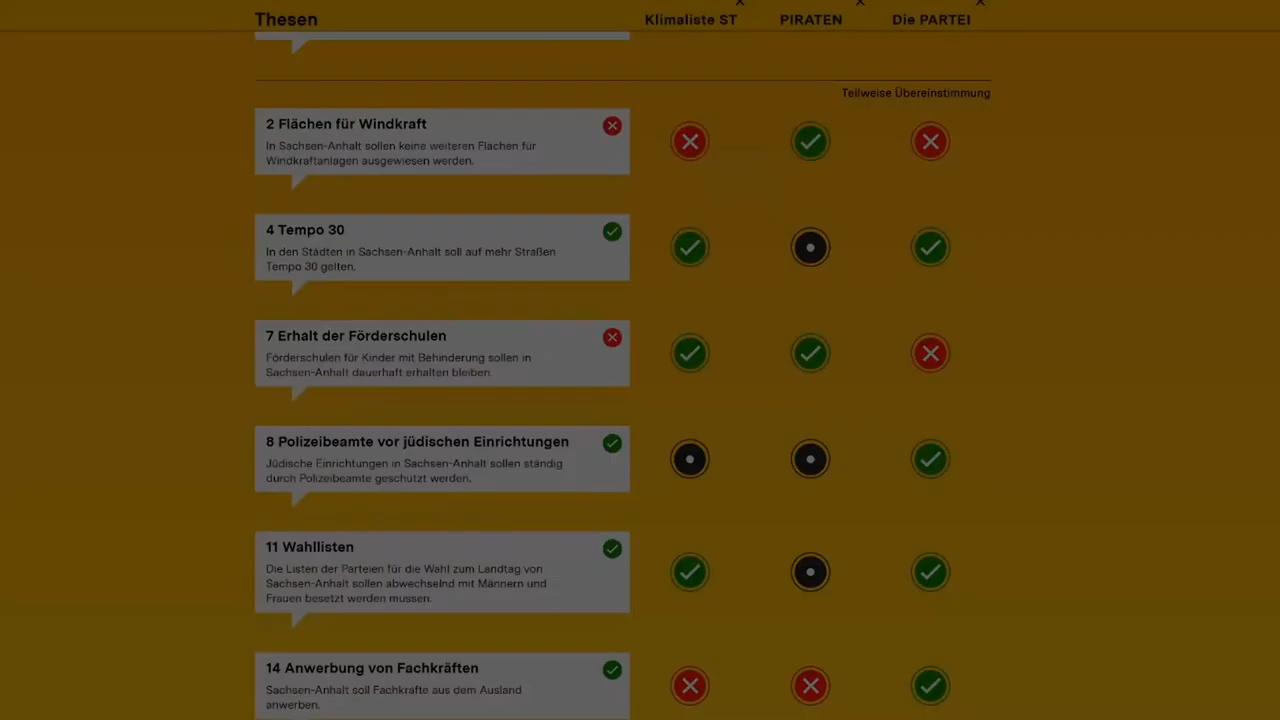 Thesen Klimaliste ST PIRATEN Die PARTEI
Teilweise Übereinstimmung
2 Flächen für Windkraft
In Sachsen-Anhalt sollen keine weiteren Flächen für
Windkraftanlagen ausgewiesen werden.
4 Tempo 30
In den Städten in Sachsen-Anhalt soll auf mehr Straßen
Tempo 30 gelten.
7 Erhalt der Förderschulen
Förderschulen für Kinder mit Behinderung sollen in
Sachsen-Anhalt dauerhaft erhalten bleiben.
8 Polizeibeamte vor jüdischen Einrichtungen
Jüdische Einrichtungen in Sachsen-Anhalt sollen ständig
durch Polizeibeamte geschützt werden.
11 Wahllisten
Die Listen der Parteien für die Wahl zum Landtag von
Sachsen-Anhalt sollen abwechselnd mit Männern und
Frauen besetzt werden müssen.
14 Anwerbung von Fachkräften
Sachsen-Anhalt soll Fachkräfte aus dem Ausland
anwerben.